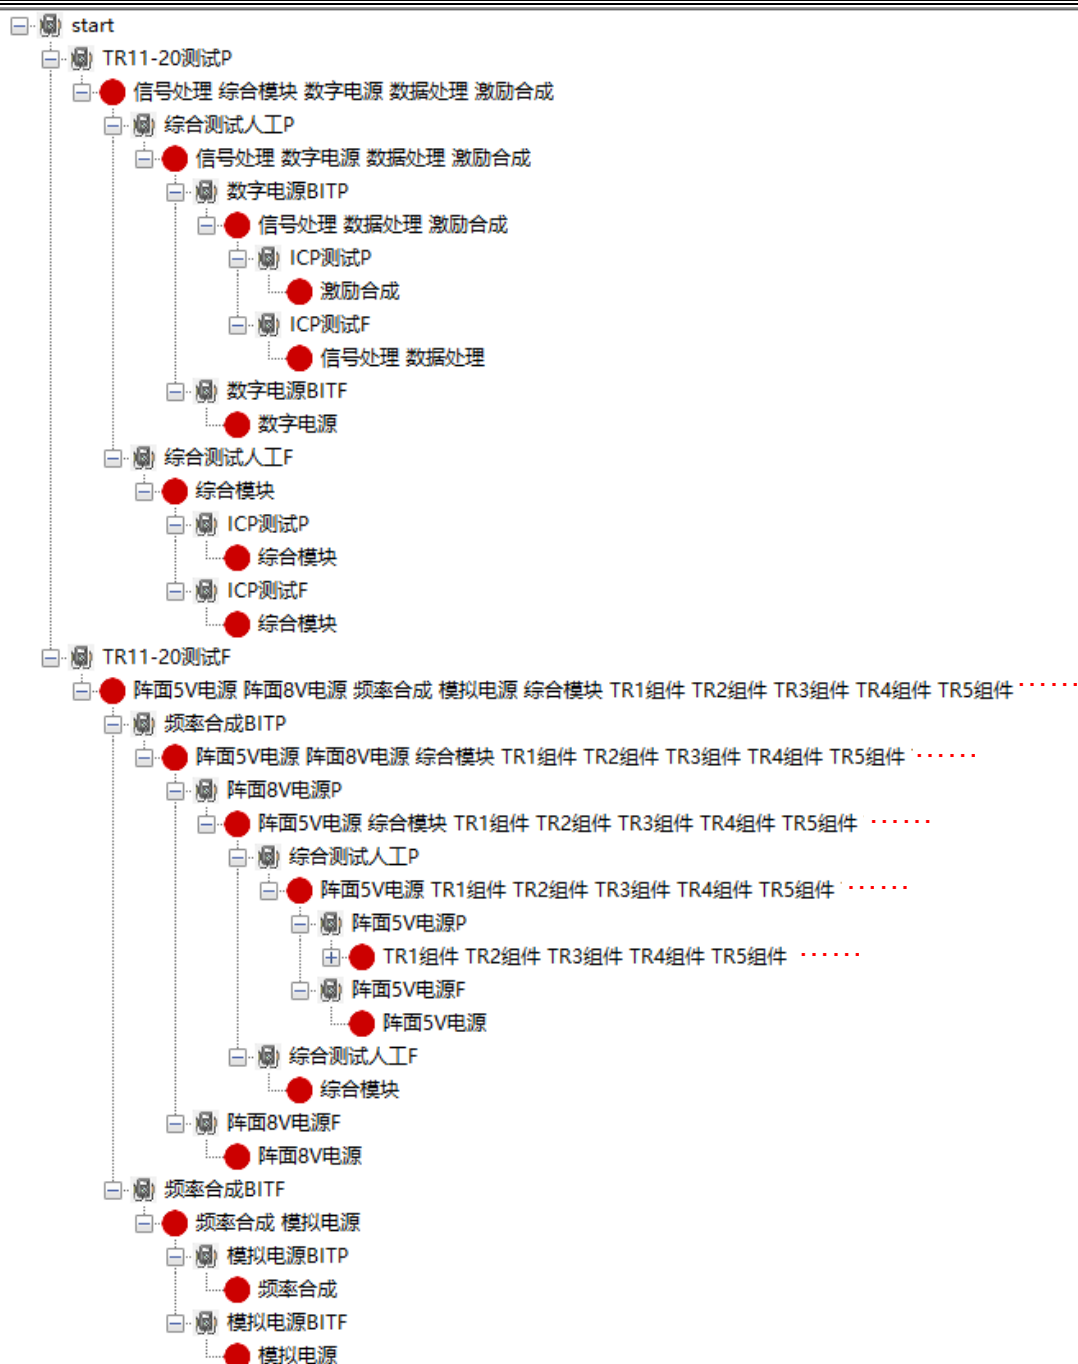 start
TR11-20测试P
信号处理 综合模块 数字电源 数据处理 激励合成
综合测试人工P
信号处理 数字电源 数据处理 激励合成
数字电源BITP
信号处理 数据处理 激励合成
ICP测试P
激励合成
ICP测试F
信号处理 数据处理
数字电源BITF
数字电源
综合测试人工F
综合模块
ICP测试P
综合模块
ICP测试F
综合模块
TR11-20测试F
阵面5V电源 阵面8V电源 频率合成 模拟电源 综合模块 TR1组件 TR2组件 TR3组件 TR4组件 TR5组件 ······
频率合成BITP
阵面5V电源 阵面8V电源 综合模块 TR1组件 TR2组件 TR3组件 TR4组件 TR5组件 ······
阵面8V电源P
阵面5V电源 综合模块 TR1组件 TR2组件 TR3组件 TR4组件 TR5组件 ······
综合测试人工P
阵面5V电源 TR1组件 TR2组件 TR3组件 TR4组件 TR5组件 ······
阵面5V电源P
TR1组件 TR2组件 TR3组件 TR4组件 TR5组件 ······
阵面5V电源F
阵面5V电源
综合测试人工F
综合模块
阵面8V电源F
阵面8V电源
频率合成BITF
频率合成 模拟电源
模拟电源BITP
频率合成
模拟电源BITF
模拟电源